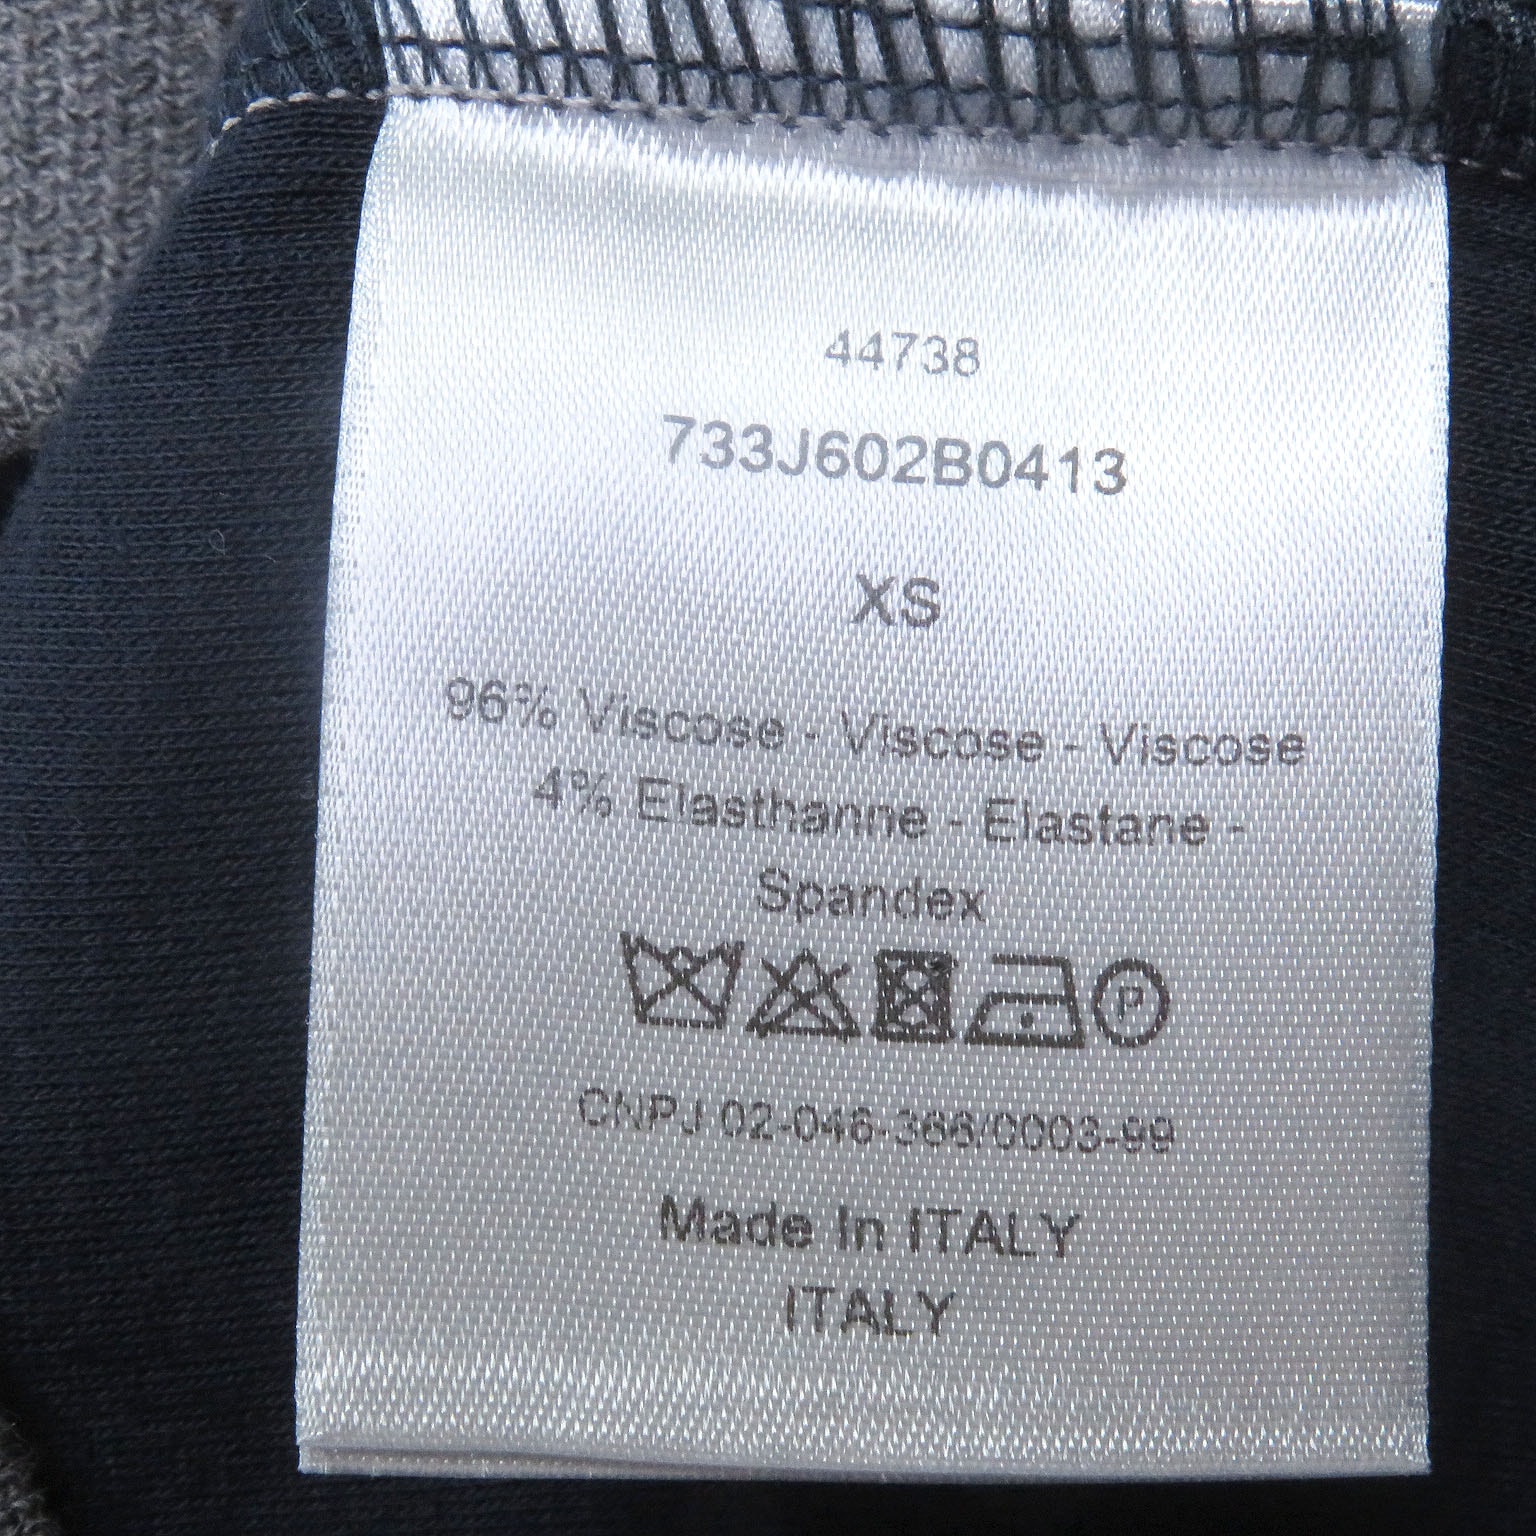 44738
733J602B0413
XS
96% Viscose - Viscose - Viscose
4% Elasthanne - Elastane -
Spandex
P
CNPJ 02-046-366/0003-99
Made In ITALY
ITALY